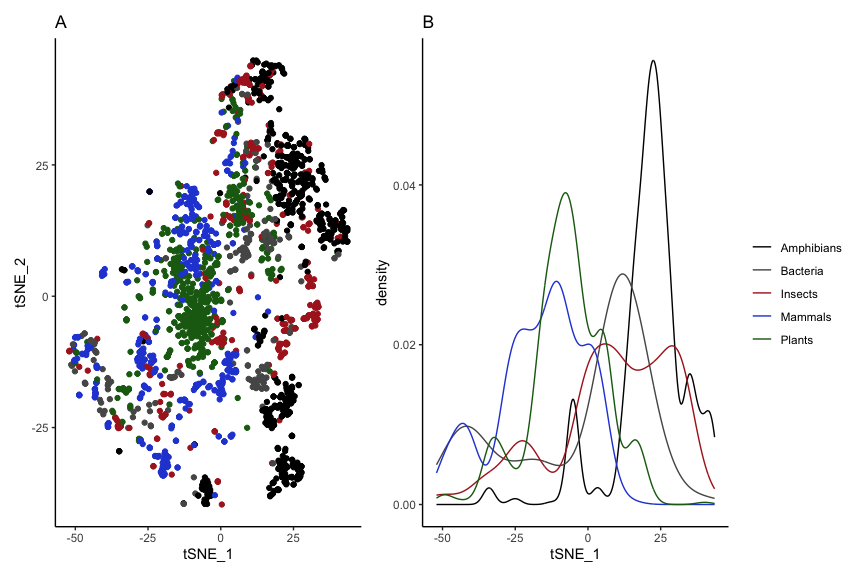 A
B
tSNE_2
25
0
-25
-50
-25
0
25
tSNE_1
density
0.04
0.02
0.00
-50
-25
0
25
tSNE_1
Amphibians
Bacteria
Insects
Mammals
Plants